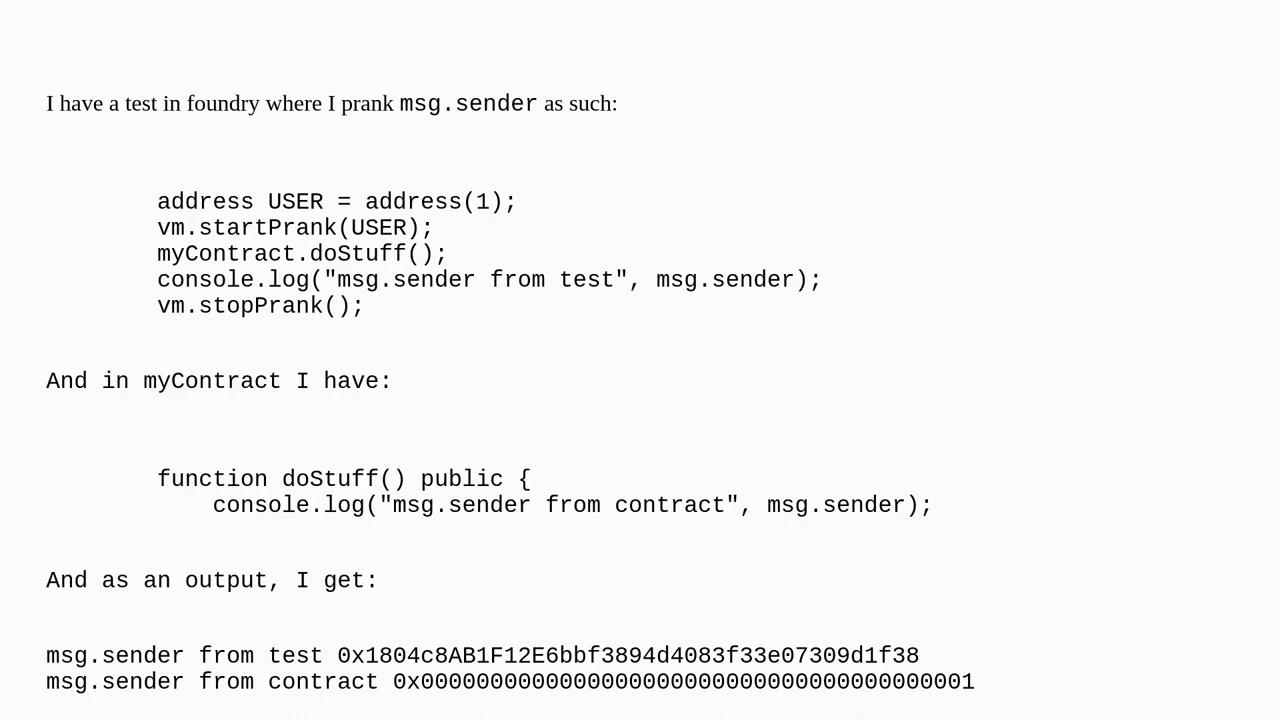 I have a test in foundry where I prank msg.sender as such:
address USER = address(1);
vm.startPrank(USER);
myContract.doStuff();
console.log("msg.sender from test", msg.sender);
vm.stopPrank();
And in myContract I have:
function doStuff() public {
console.log("msg.sender from contract", msg.sender);
And as an output, I get:
msg.sender from test 0x1804c8AB1F12E6bbf3894d4083f33e07309d1f38
msg.sender from contract 0x0000000000000000000000000000000000000001